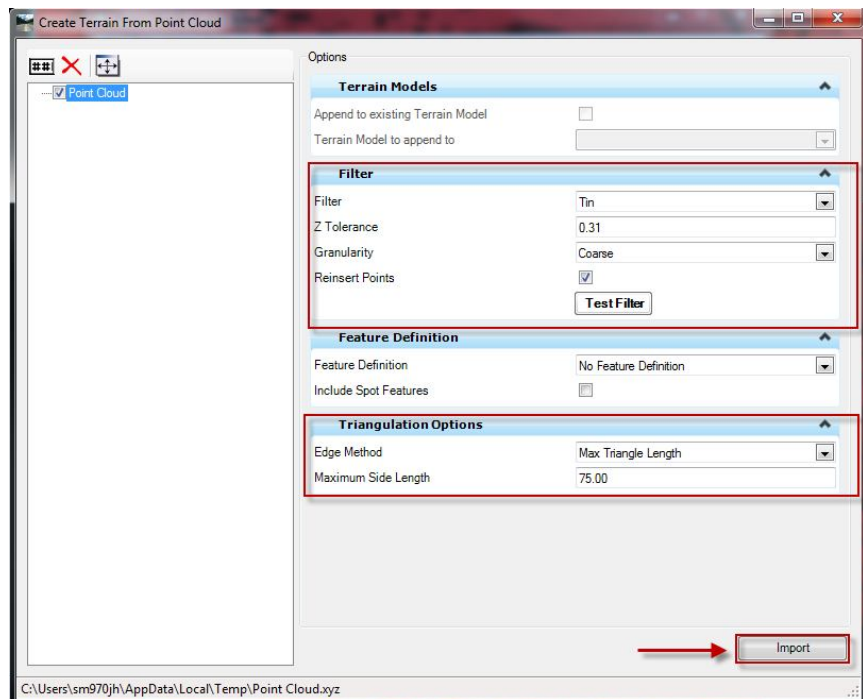 Create Terrain From Point Cloud
##
Point Cloud
Options
Terrain Models
Append to existing Terrain Model
Terrain Model to append to
Filter
Filter Tin
Z Tolerance 0.31
Granularity Coarse
Reinsert Points
Test Filter
Feature Definition
Feature Definition No Feature Definition
Include Spot Features
Triangulation Options
Edge Method Max Triangle Length
Maximum Side Length 75.00
Import
C:\Users\sm970jh\AppData\Local\Temp\Point Cloud.xyz